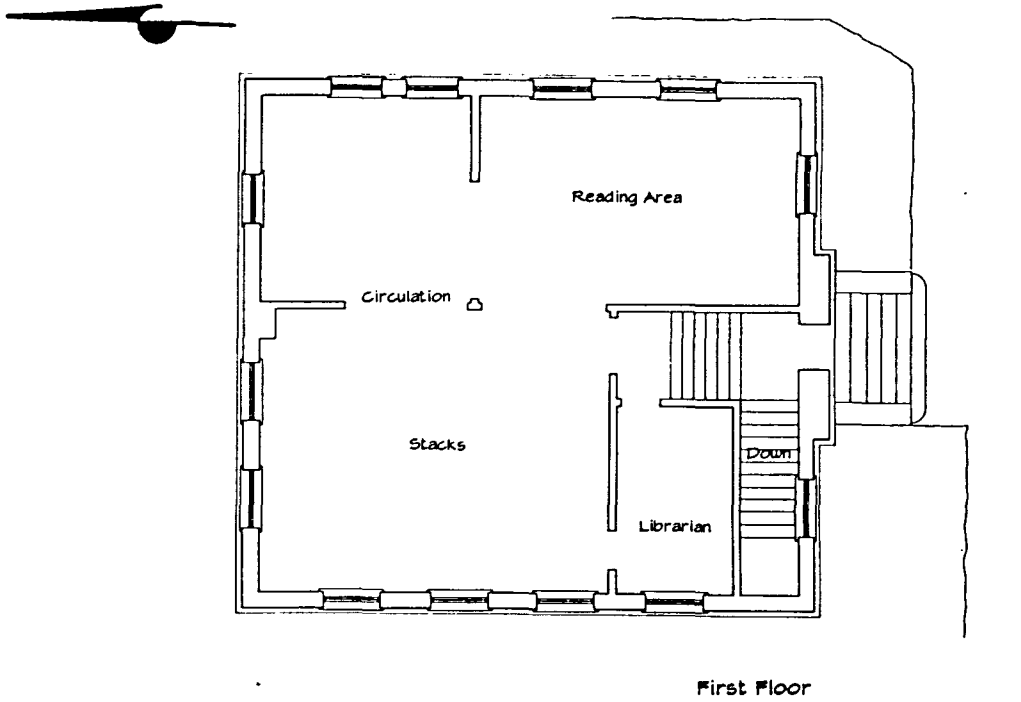 Reading Area
Circulation
Stacks
Down
Librarian
First Floor